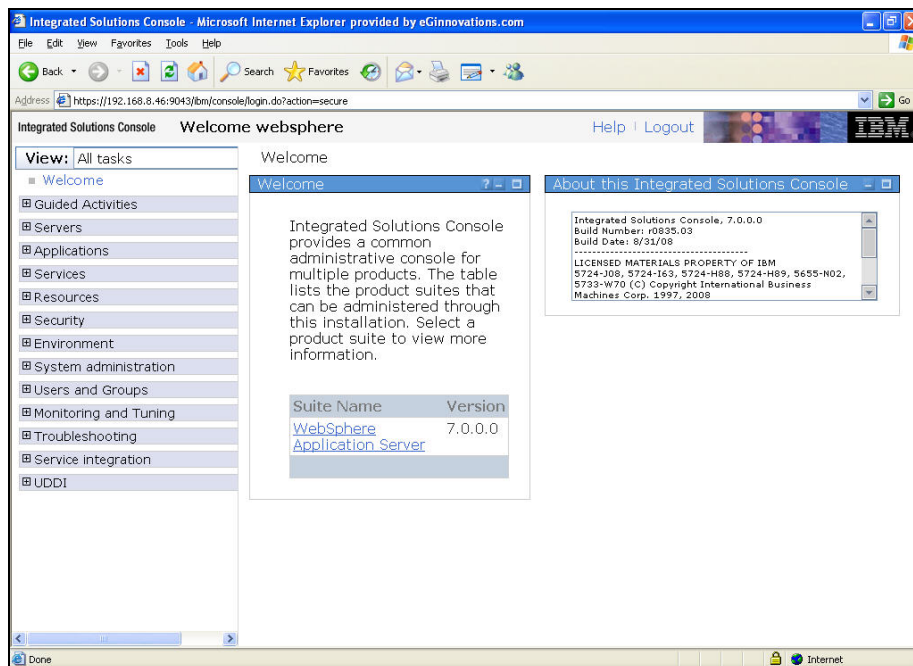 Integrated Solutions Console - Microsoft Internet Explorer provided by eGinnovations.com
File Edit View Favorites Tools Help
Back Search Favorites
Address https://192.168.8.46:9043/ibm/console/login.do?action=secure Go
Integrated Solutions Console Welcome websphere Help Logout IBM
View: All tasks
Welcome
Guided Activities
Servers
Applications
Services
Resources
Security
Environment
System administration
Users and Groups
Monitoring and Tuning
Troubleshooting
Service integration
UDDI
Welcome
Welcome ?
Integrated Solutions Console
provides a common
administrative console for
multiple products. The table
lists the product suites that
can be administered through
this installation. Select a
product suite to view more
information.
Suite Name Version
WebSphere 7.0.0.0
Application Server
About this Integrated Solutions Console
Integrated Solutions Console, 7.0.0.0
Build Number: r0835.03
Build Date: 8/31/08
----------------------------------------
LICENSED MATERIALS PROPERTY OF IBM
5724-J08, 5724-I63, 5724-H88, 5724-H89, 5655-N02,
5733-W70 (C) Copyright International Business
Machines Corp. 1997, 2008
Done Internet